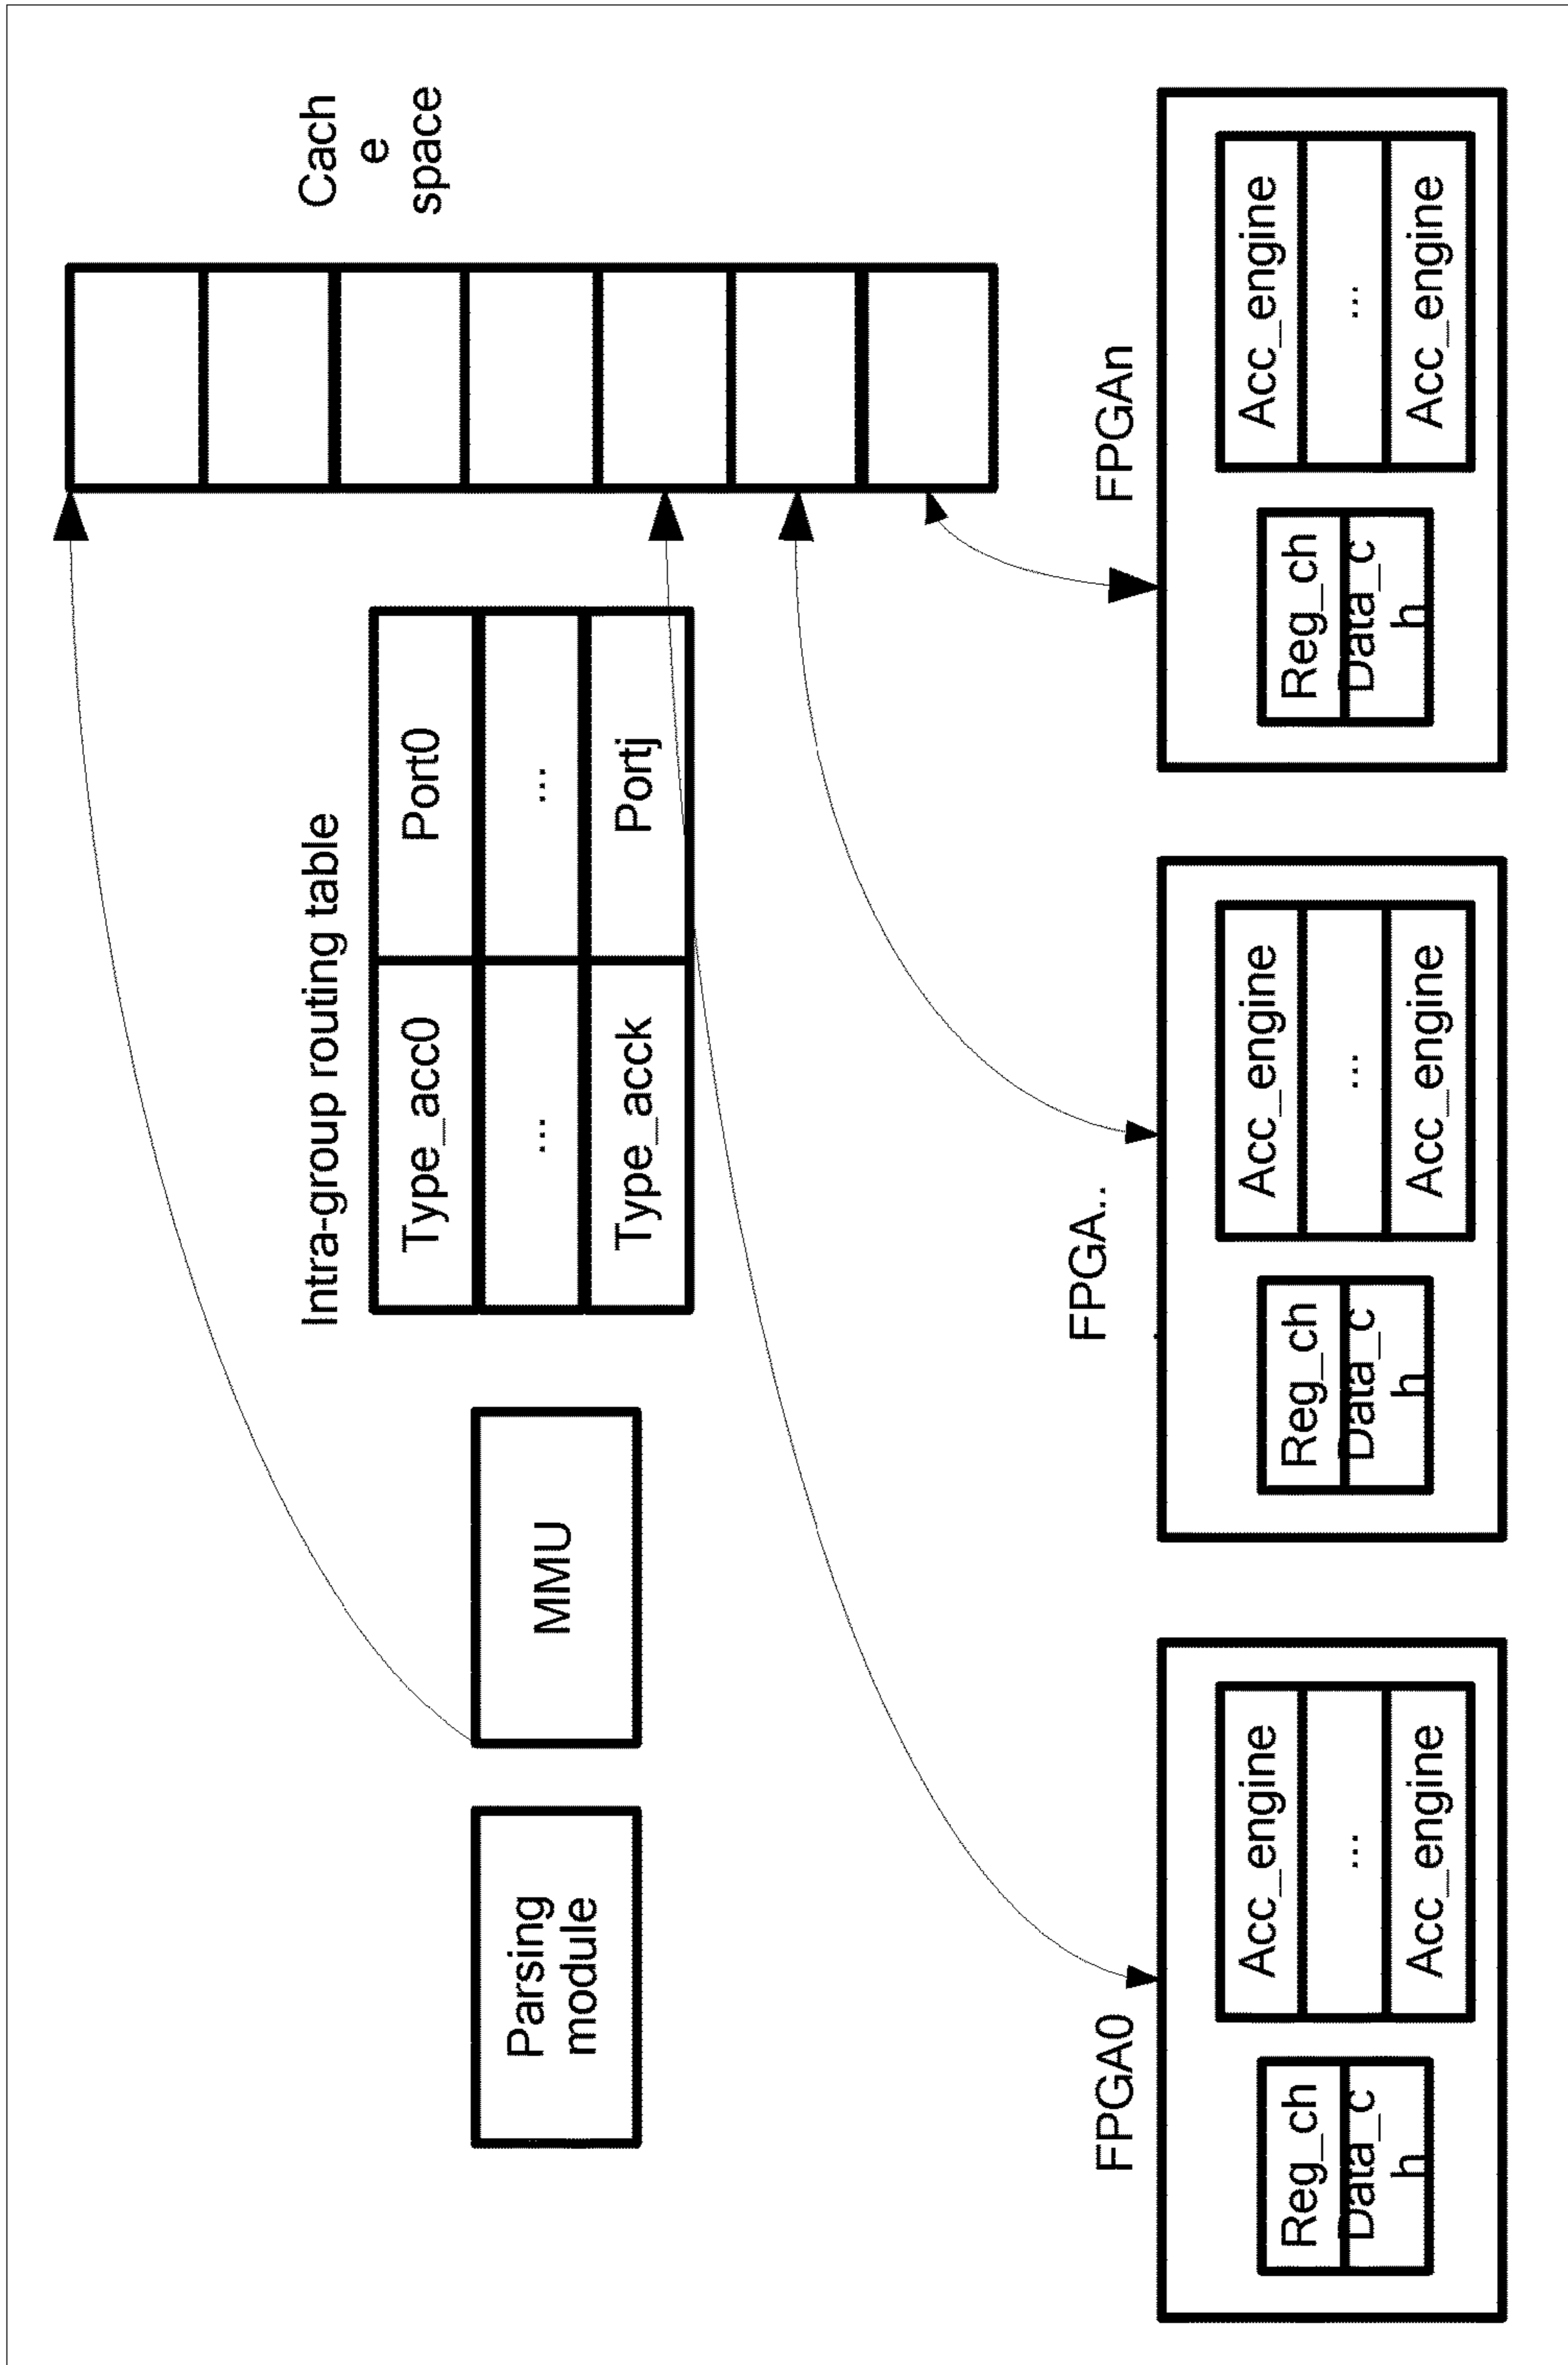 Cach
e
space
Intra-group routing table
Type_acc0 Port0
... ...
Type_acck Portj
Parsing
module
MMU
FPGA0
Reg_ch
Data_c
h
Acc_engine
...
Acc_engine
FPGA..
.
Reg_ch
Data_c
h
Acc_engine
...
Acc_engine
FPGAn
Reg_ch
Data_c
h
Acc_engine
...
Acc_engine